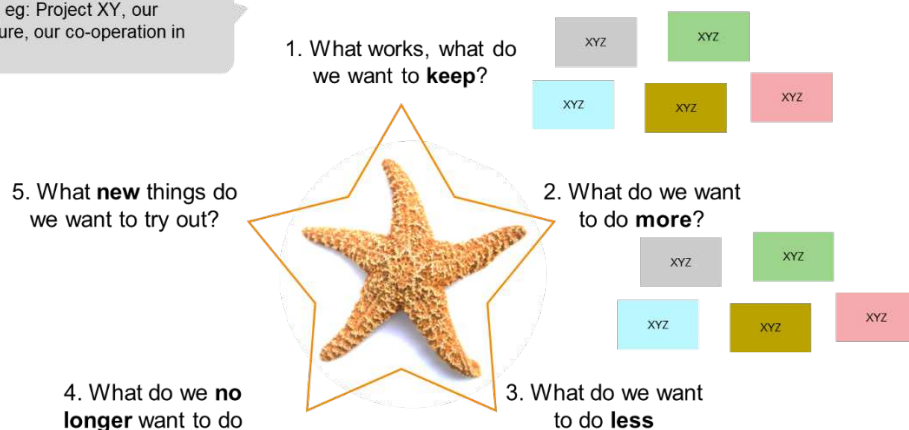 eg: Project XY, our
ure, our co-operation in
1. What works, what do
we want to keep?
XYZ
XYZ
XYZ
XYZ
XYZ
5. What new things do
we want to try out?
2. What do we want
to do more?
XYZ
XYZ
XYZ
XYZ
XYZ
4. What do we no
longer want to do
3. What do we want
to do less